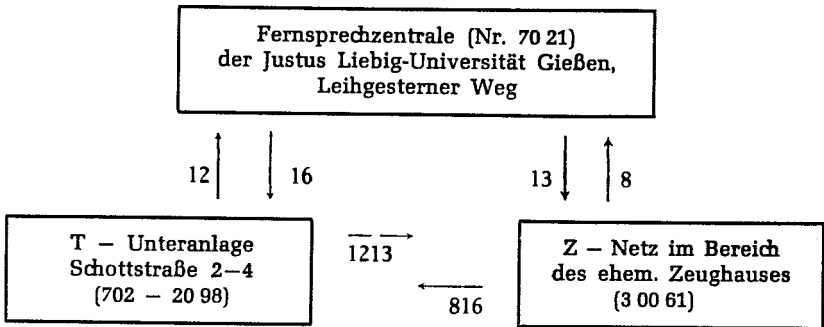 Fernsprechzentrale (Nr. 70 21)
der Justus Liebig-Universität Gießen,
Leihgesterner Weg
12
16
13
8
T – Unteranlage
Schottstraße 2–4
(702 – 20 98)
1213
816
Z – Netz im Bereich
des ehem. Zeughauses
(3 00 61)